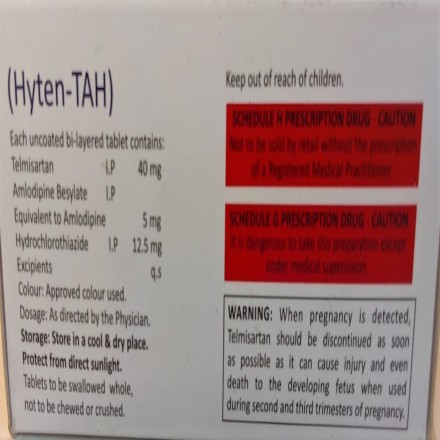 (Hyten-TAH)
Each uncoated bi-layered tablet contains:
Telmisartan I.P 40 mg
Amlodipine Besylate I.P
Equivalent to Amlodipine 5 mg
Hydrochlorothiazide I.P 12.5 mg
Excipients q.s
Colour: Approved colour used.
Dosage: As directed by the Physician.
Storage: Store in a cool & dry place.
Protect from direct sunlight.
Tablets to be swallowed whole,
not to be chewed or crushed.
Keep out of reach of children.
SCHEDULE H PRESCRIPTION DRUG - CAUTION
Not to be sold by retail without the prescription
of a Registered Medical Practitioner
SCHEDULE G PRESCRIPTION DRUG - CAUTION
It is dangerous to take this preparation except
under medical supervision
WARNING: When pregnancy is detected,
Telmisartan should be discontinued as soon
as possible as it can cause injury and even
death to the developing fetus when used
during second and third trimesters of pregnancy.